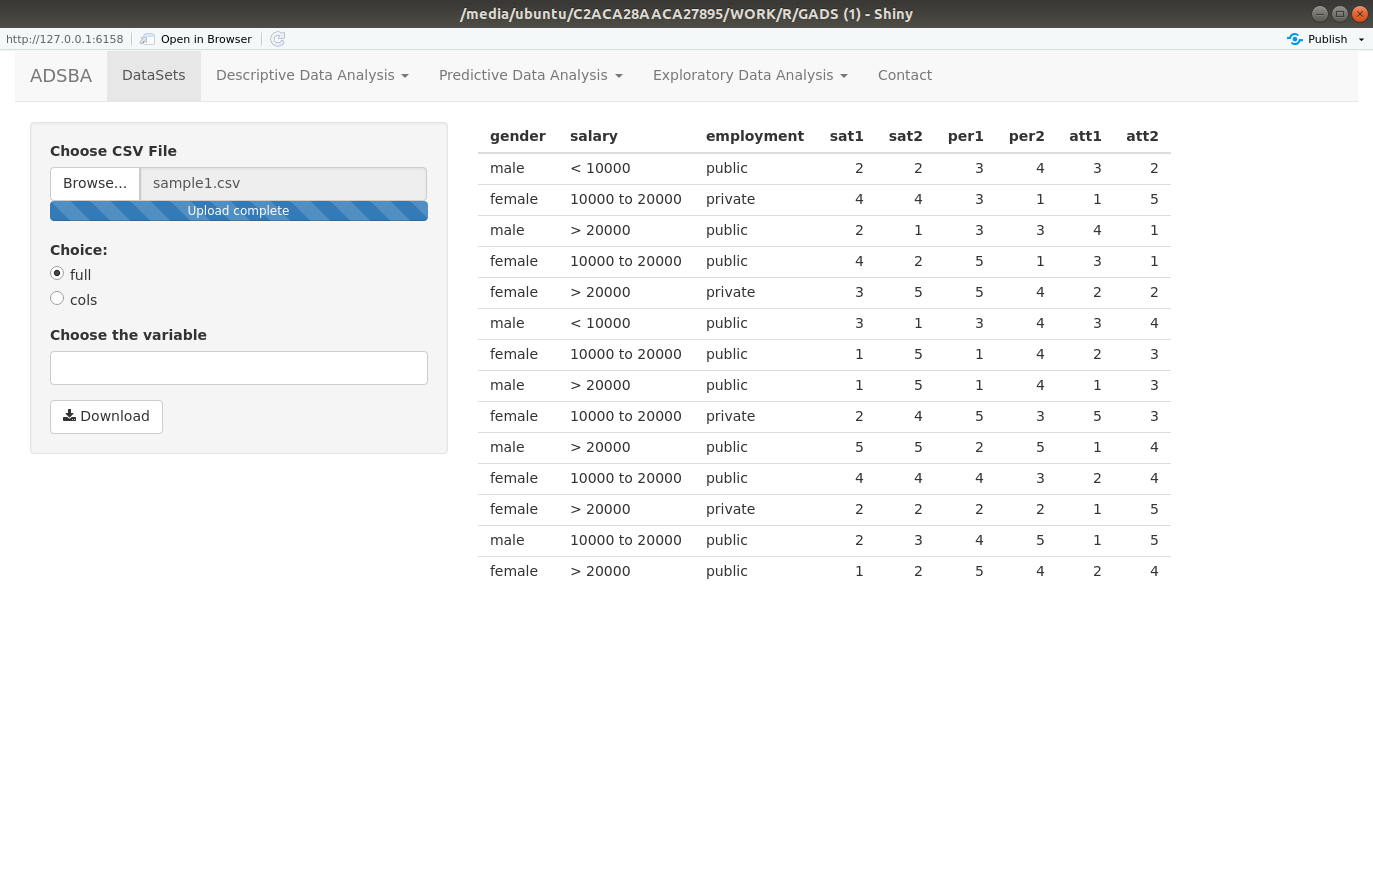 /media/ubuntu/C2ACA28AACA27895/WORK/R/GADS (1) - Shiny
http://127.0.0.1:6158 Open in Browser Publish
ADSBA DataSets Descriptive Data Analysis Predictive Data Analysis Exploratory Data Analysis Contact
Choose CSV File
Browse... sample1.csv
Upload complete
Choice:
full
cols
Choose the variable
Download
gender salary employment sat1 sat2 per1 per2 att1 att2
male < 10000 public 2 2 3 4 3 2
female 10000 to 20000 private 4 4 3 1 1 5
male > 20000 public 2 1 3 3 4 1
female 10000 to 20000 public 4 2 5 1 3 1
female > 20000 private 3 5 5 4 2 2
male < 10000 public 3 1 3 4 3 4
female 10000 to 20000 public 1 5 1 4 2 3
male > 20000 public 1 5 1 4 1 3
female 10000 to 20000 private 2 4 5 3 5 3
male > 20000 public 5 5 2 5 1 4
female 10000 to 20000 public 4 4 4 3 2 4
female > 20000 private 2 2 2 2 1 5
male 10000 to 20000 public 2 3 4 5 1 5
female > 20000 public 1 2 5 4 2 4